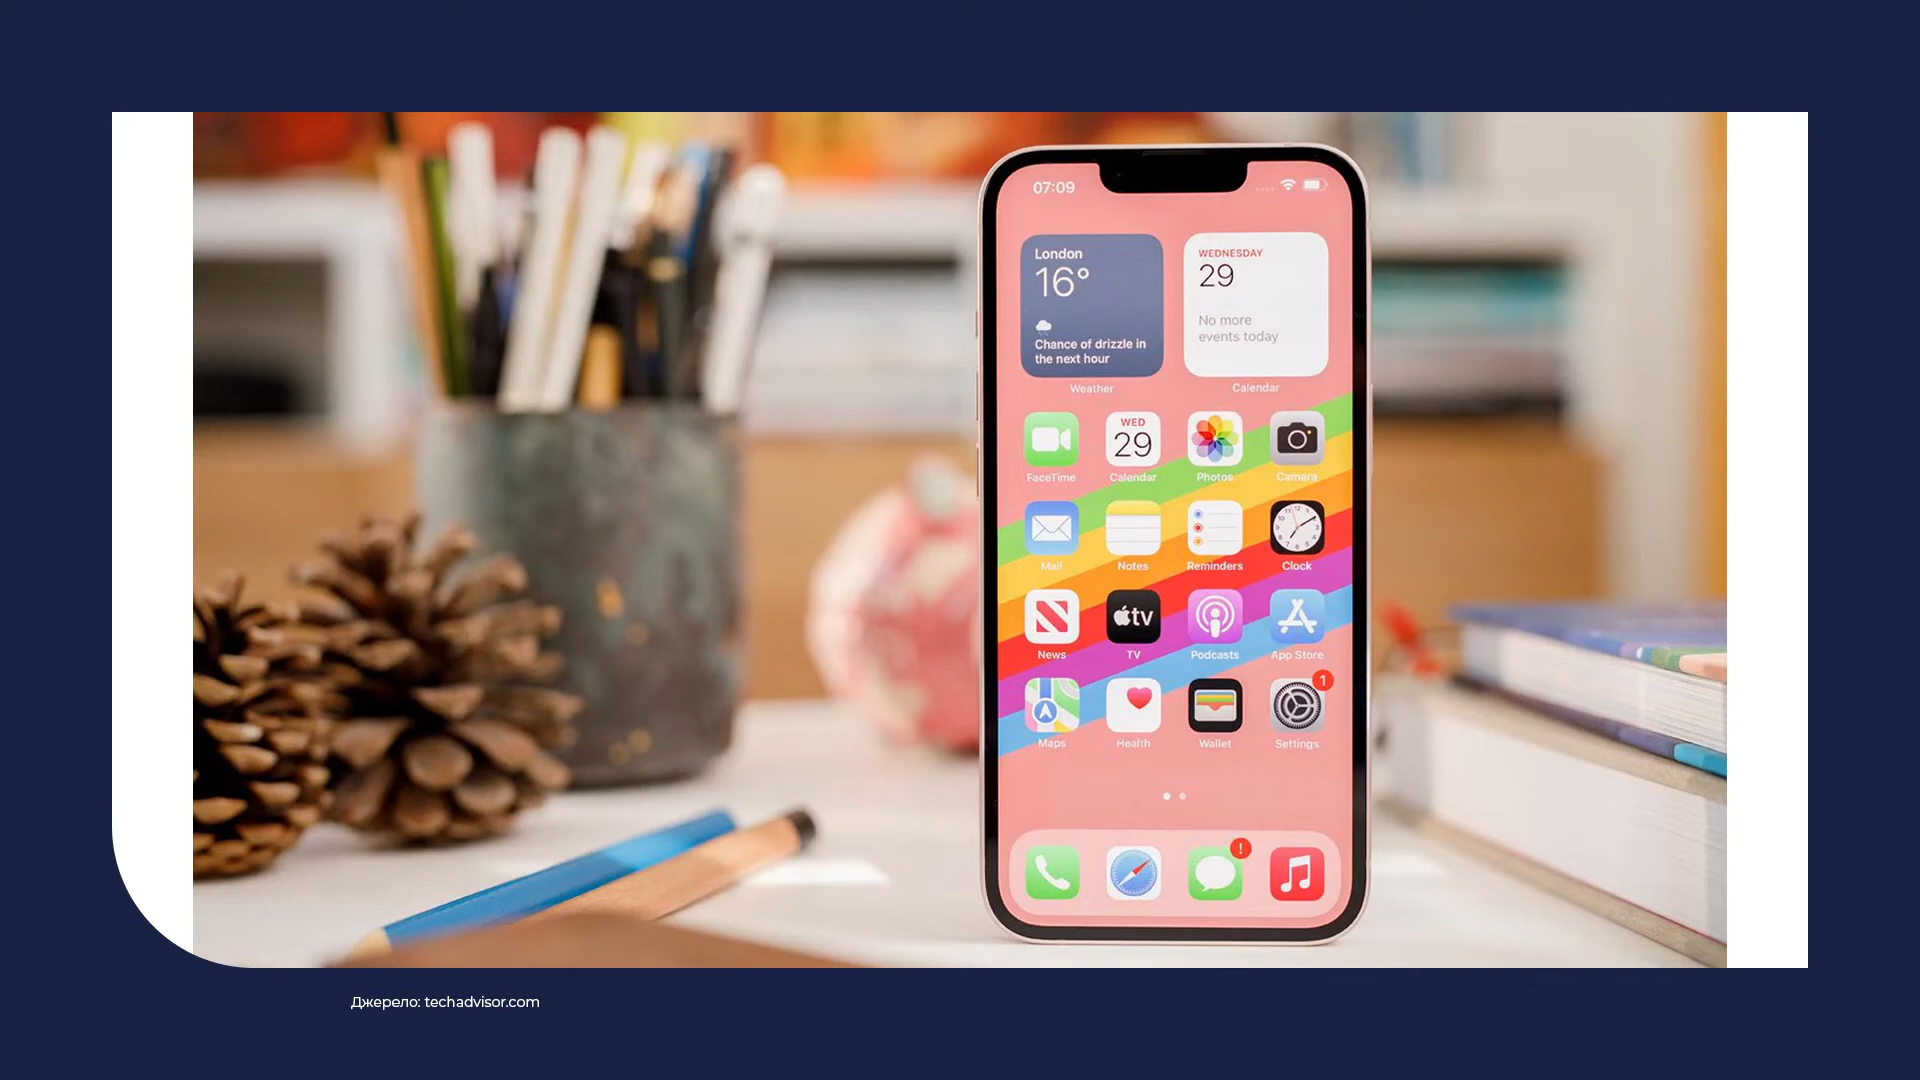 07:09
London
16°
Chance of drizzle in
the next hour
Weather
WEDNESDAY
29
No more
events today
Calendar
FaceTime
WED
29
Calendar
Photos
Camera
Mail
Notes
Reminders
Clock
News
tv
TV
Podcasts
App Store
Maps
Health
Wallet
1
Settings
!
Джерело: techadvisor.com